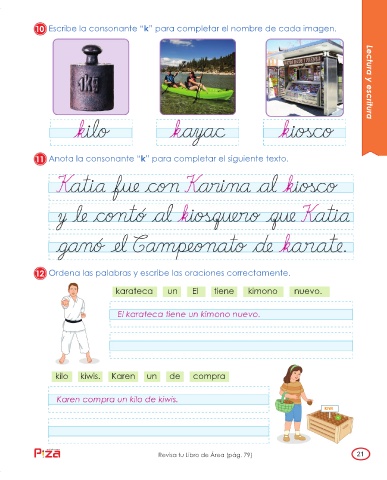 10 Escribe la consonante "k" para completar el nombre de cada imagen.
Lectura y escritura
1K
kilo kayac kiosco
11 Anota la consonante "k" para completar el siguiente texto.
Katia fue con Karina al kiosco
y le contó al kiosquero que Katia
ganó el Campeonato de karate.
12 Ordena las palabras y escribe las oraciones correctamente.
karateca un El tiene kimono nuevo.
El karateca tiene un kimono nuevo.
kilo kiwis. Karen un de compra
Karen compra un kilo de kiwis.
KIWI
Piza
Revisa tu Libro de Área (pág. 79)
21